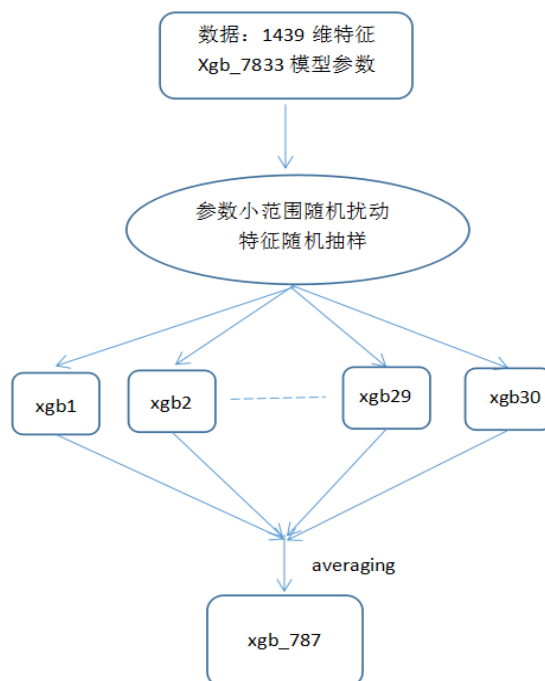 数据：1439 维特征
Xgb_7833 模型参数
参数小范围随机扰动
特征随机抽样
xgb1
xgb2
xgb29
xgb30
averaging
xgb_787